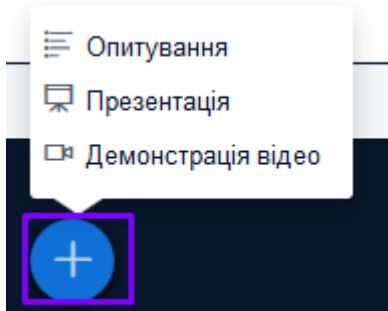 Опитування
Презентація
Демонстрація відео